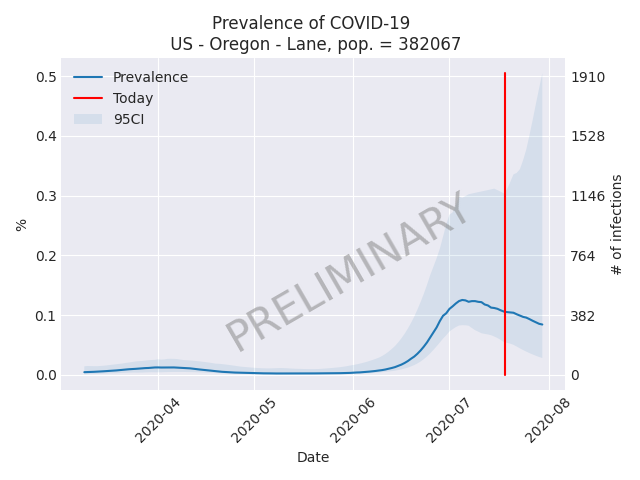 Prevalence of COVID-19
US - Oregon - Lane, pop. = 382067
Prevalence
Today
95CI
PRELIMINARY
0.5
0.4
0.3
0.2
0.1
0.0
%
1910
1528
1146
764
382
0
# of infections
2020-04
2020-05
2020-06
2020-07
2020-08
Date